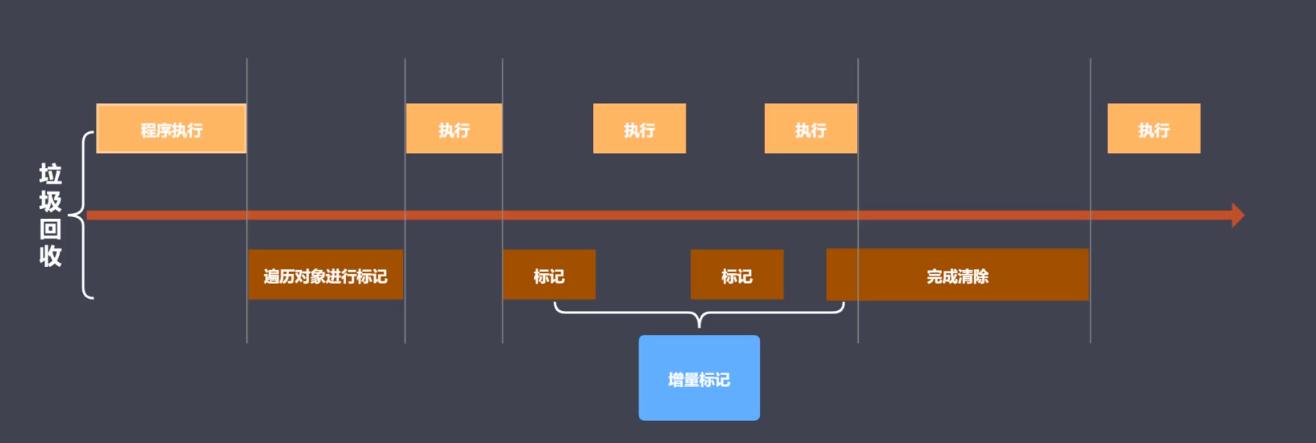 垃圾回收
程序执行
执行
执行
执行
执行
遍历对象进行标记
标记
标记
完成清除
增量标记